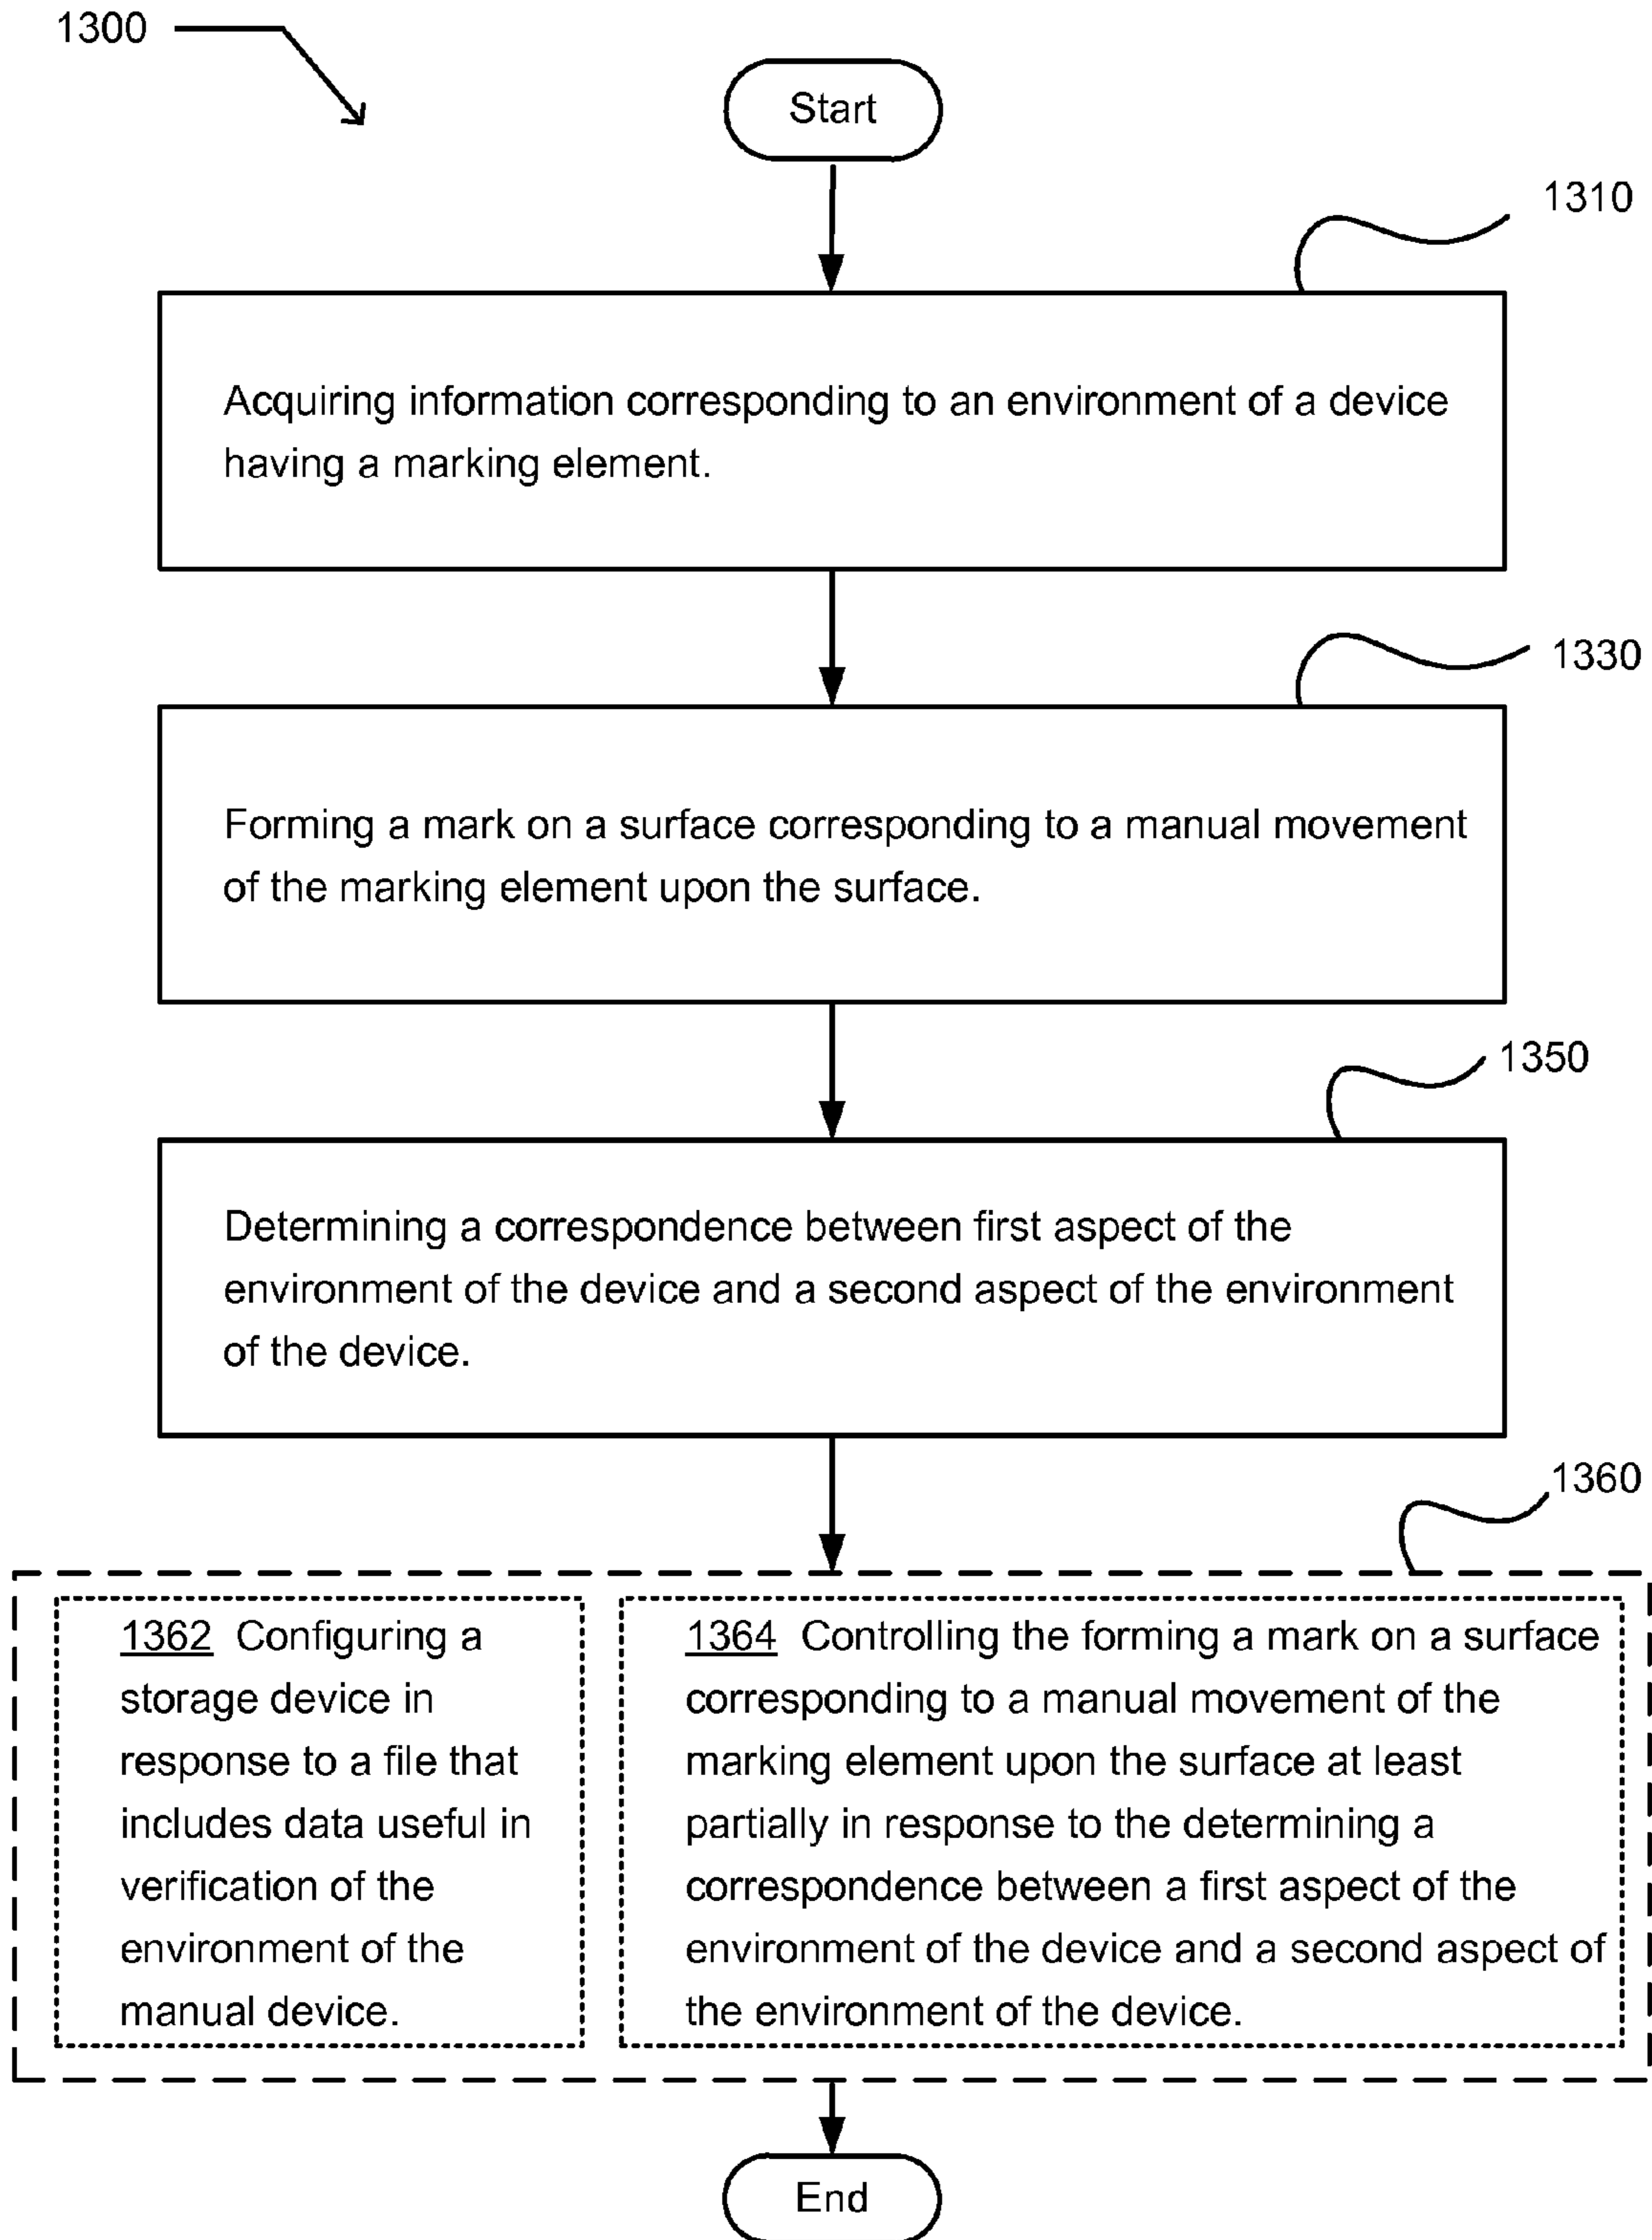 1300
Start
1310
Acquiring information corresponding to an environment of a device
having a marking element.
1330
Forming a mark on a surface corresponding to a manual movement
of the marking element upon the surface.
1350
Determining a correspondence between first aspect of the
environment of the device and a second aspect of the environment
of the device.
1360
1362 Configuring a
storage device in
response to a file that
includes data useful in
verification of the
environment of the
manual device.
1364 Controlling the forming a mark on a surface
corresponding to a manual movement of the
marking element upon the surface at least
partially in response to the determining a
correspondence between a first aspect of the
environment of the device and a second aspect of
the environment of the device.
End